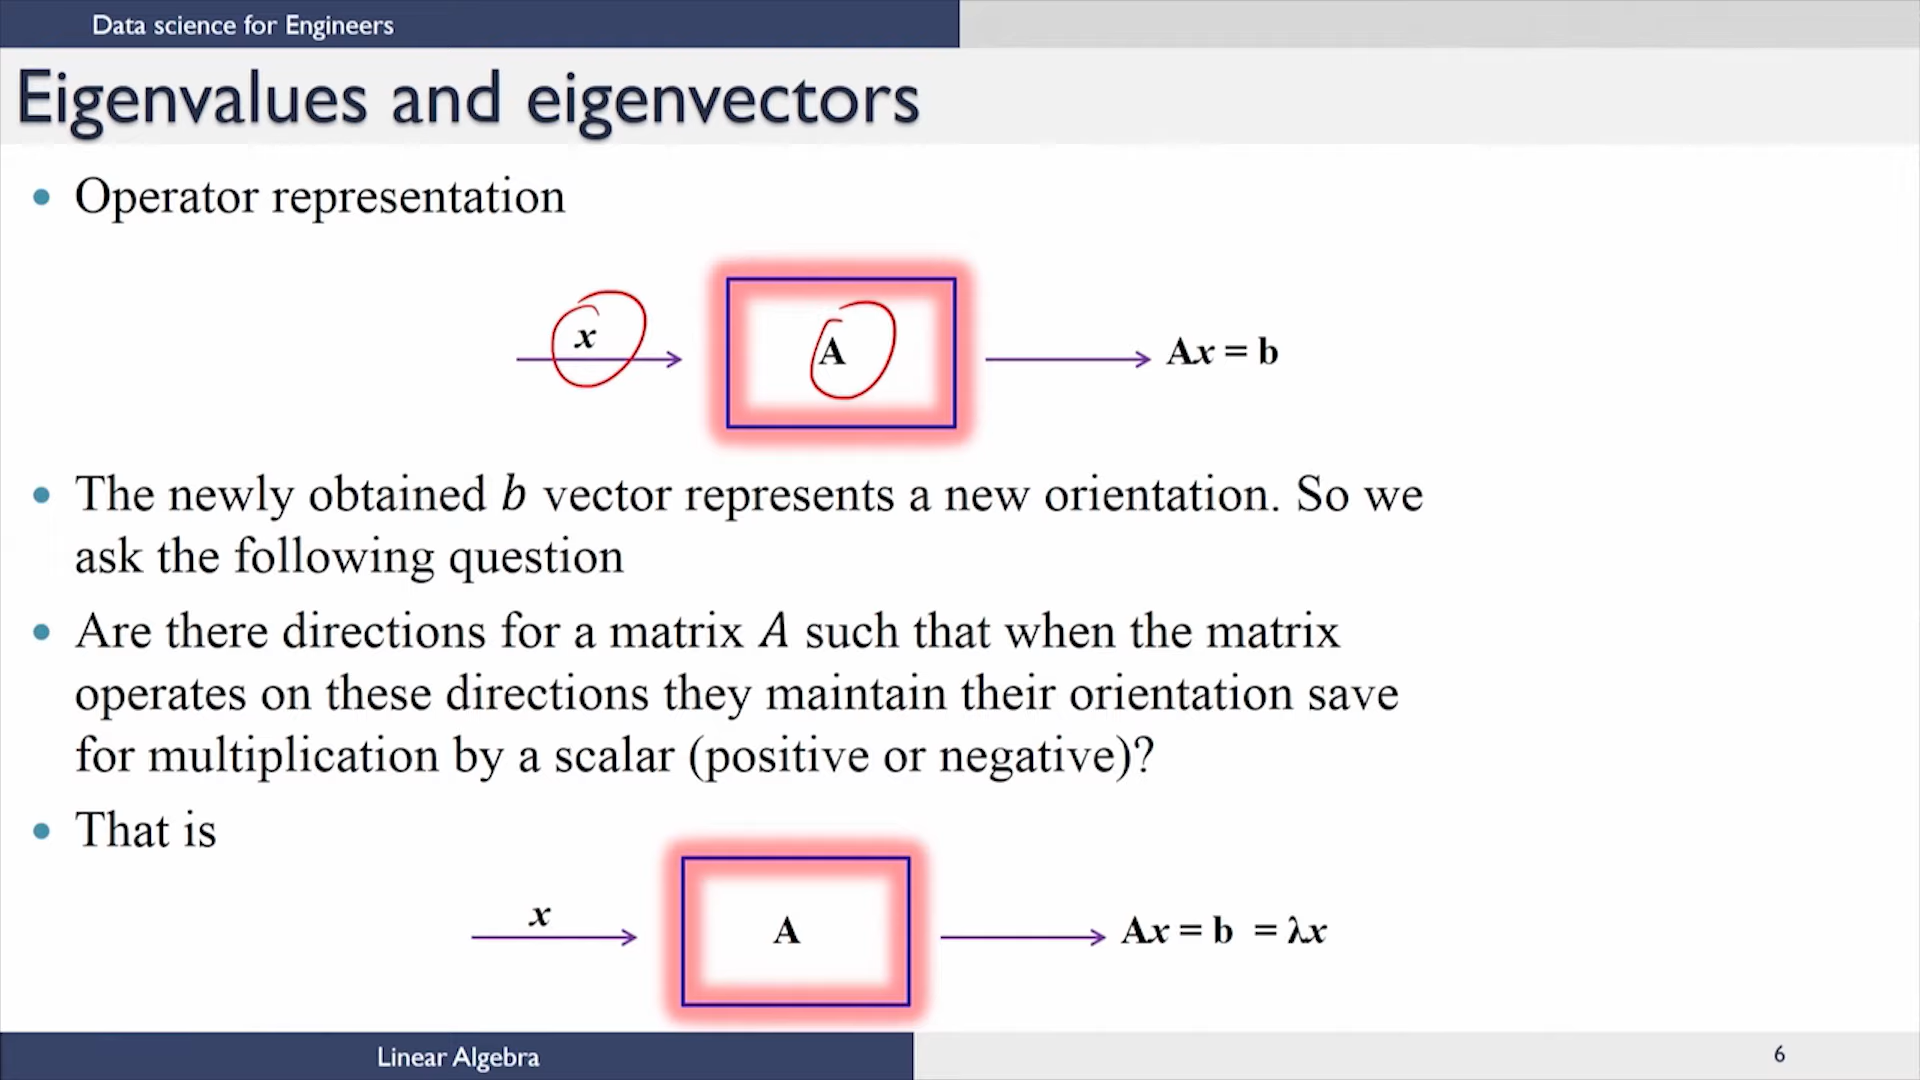 Data science for Engineers
Eigenvalues and eigenvectors
• Operator representation
x
A
Ax = b
• The newly obtained b vector represents a new orientation. So we
ask the following question
• Are there directions for a matrix A such that when the matrix
operates on these directions they maintain their orientation save
for multiplication by a scalar (positive or negative)?
• That is
x
A
Ax = b = λx
Linear Algebra
6